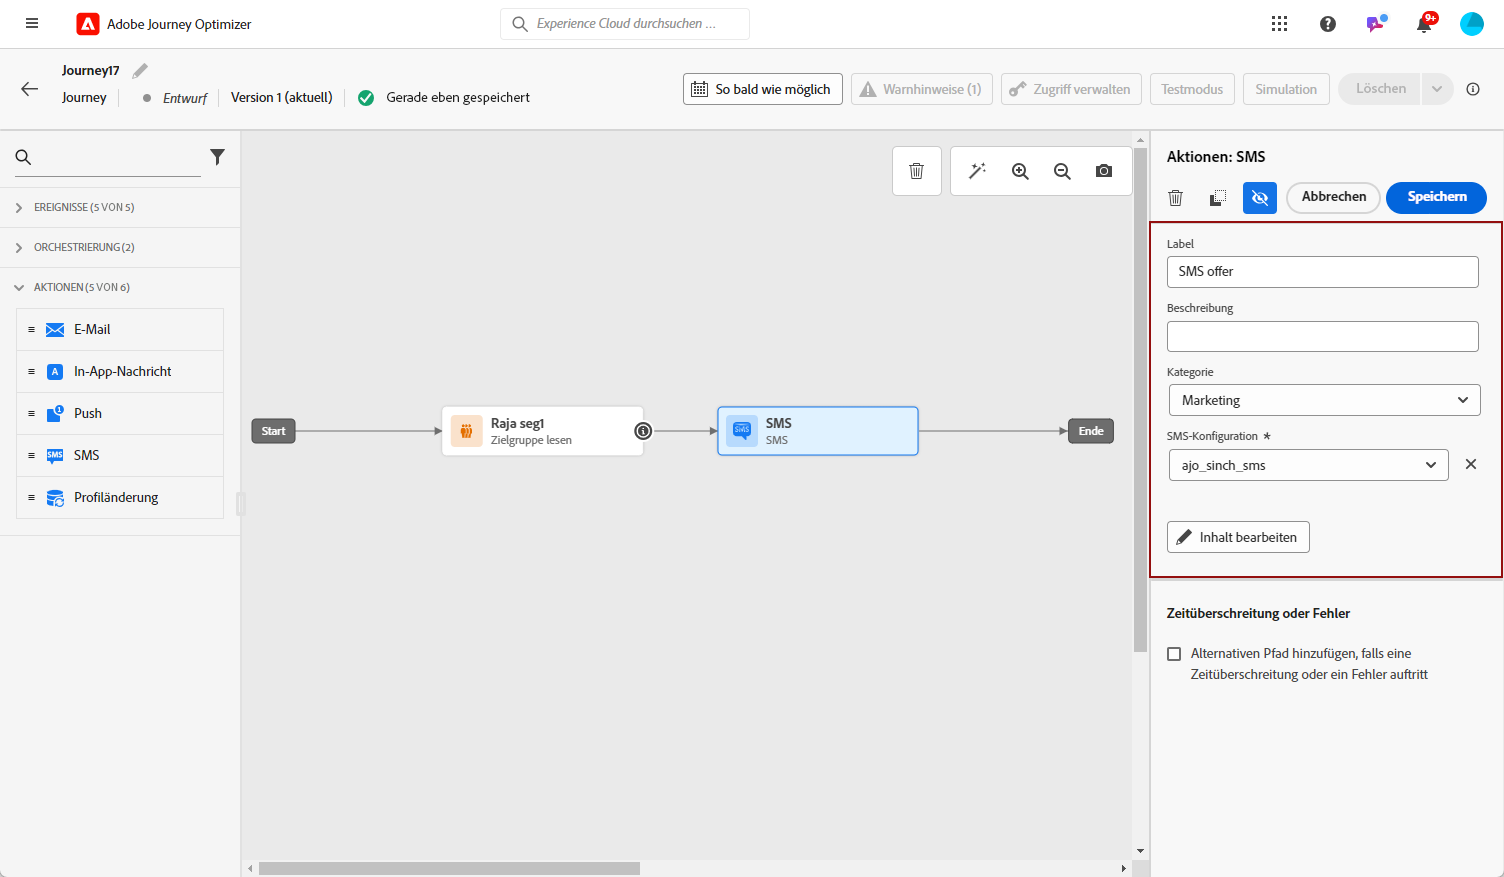 Adobe Journey Optimizer
Experience Cloud durchsuchen ...
9+
Journey17
Journey
Entwurf
Version 1 (aktuell)
Gerade eben gespeichert
So bald wie möglich
Warnhinweise (1)
Zugriff verwalten
Testmodus
Simulation
Löschen
EREIGNISSE (5 VON 5)
ORCHESTRIERUNG (2)
AKTIONEN (5 VON 6)
E-Mail
A
In-App-Nachricht
1
Push
SMS
SMS
Profiländerung
Start
Raja seg1
Zielgruppe lesen
SMS
SMS
SMS
Ende
Aktionen: SMS
Abbrechen
Speichern
Label
SMS offer
Beschreibung
Kategorie
Marketing
SMS-Konfiguration *
ajo_sinch_sms
Inhalt bearbeiten
Zeitüberschreitung oder Fehler
Alternativen Pfad hinzufügen, falls eine
Zeitüberschreitung oder ein Fehler auftritt